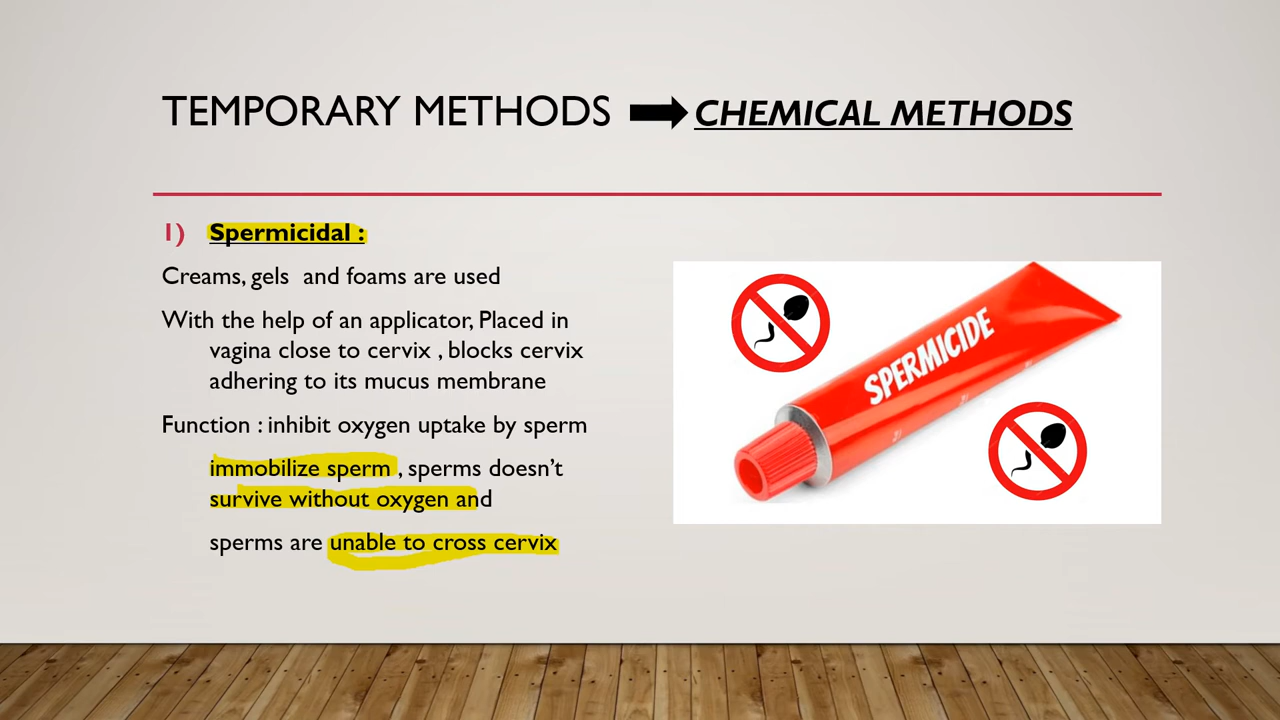 TEMPORARY METHODS CHEMICAL METHODS
1) Spermicidal :
Creams, gels and foams are used
With the help of an applicator, Placed in
vagina close to cervix , blocks cervix
adhering to its mucus membrane
Function : inhibit oxygen uptake by sperm
immobilize sperm , sperms doesn't
survive without oxygen and
sperms are unable to cross cervix
SPERMICIDE